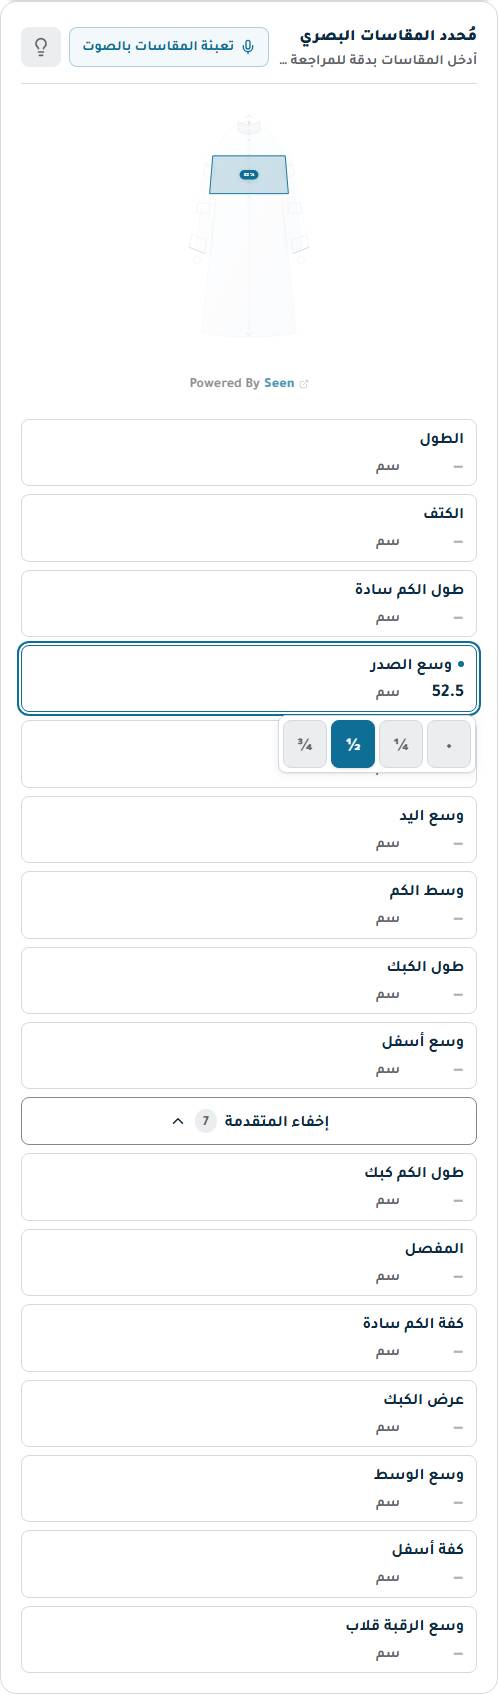 مُحدد المقاسات البصري
تعبئة المقاسات بالصوت
أدخل المقاسات بدقة للمراجعة ...
Powered By Seen
الطول
— سم
الكتف
— سم
طول الكم سادة
— سم
وسع الصدر
52.5 سم
٠ ¼ ½ ¾
وسع اليد
— سم
وسط الكم
— سم
طول الكبك
— سم
وسع أسفل
— سم
إخفاء المتقدمة 7
طول الكم كبك
— سم
المفصل
— سم
كفة الكم سادة
— سم
عرض الكبك
— سم
وسع الوسط
— سم
كفة أسفل
— سم
وسع الرقبة قلاب
— سم